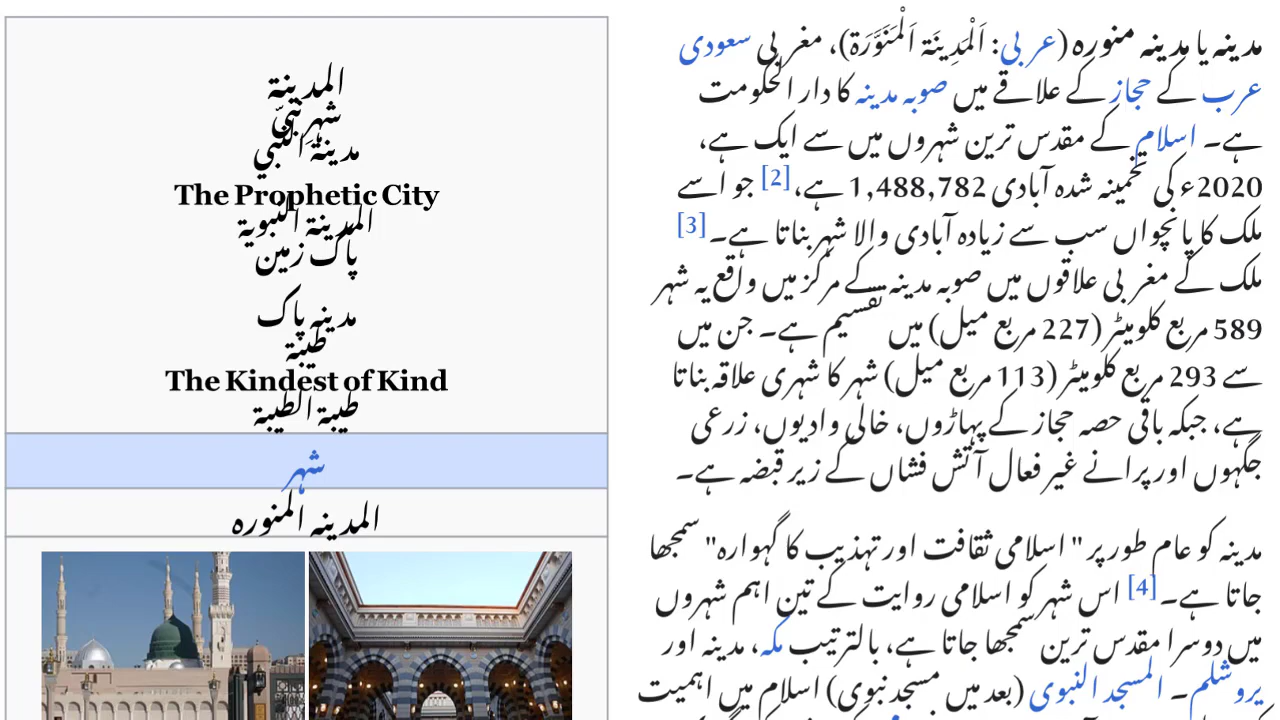 مدینہ یا مدینہ منورہ (عربی: اَلْمَدِينَة اَلْمَنَوَّرَة)، مغربی سعودی
عرب کے حجاز کے علاقے میں صوبہ مدینہ کا دار الحکومت
ہے۔ اسلام کے مقدس ترین شہروں میں سے ایک ہے،
2020ء کی تخمینہ شدہ آبادی 1,488,782 ہے،[2] جو اسے
ملک کا پانچواں سب سے زیادہ آبادی والا شہر بناتا ہے۔[3]
ملک کے مغربی علاقوں میں صوبہ مدینہ کے مرکز میں واقع یہ شہر
589 مربع کلومیٹر (227 مربع میل) میں تقسیم ہے۔ جن میں
سے 293 مربع کلومیٹر (113 مربع میل) شہر کا شہری علاقہ بناتا
ہے، جبکہ باقی حصہ حجاز کے پہاڑوں، خالی وادیوں، زرعی
جگہوں اور پرانے غیر فعال آتش فشاں کے زیر قبضہ ہے۔
مدینہ کو عام طور پر " اسلامی ثقافت اور تہذیب کا گہوارہ" سمجھا
جاتا ہے۔[4] اس شہر کو اسلامی روایت کے تین اہم شہروں
میں دوسرا مقدس ترین سمجھا جاتا ہے، بالترتیب مکہ، مدینہ اور
یروشلم۔ المسجد النبوی (بعد میں مسجد نبوی) اسلام میں اہمیت
المدينة
شہرِ نبیؐ
مدينة النبي
The Prophetic City
المدينة النبوية
پاک زمین
مدینہ پاک
طيبة
The Kindest of Kind
طيبة الطيبة
شہر
المدینہ المنورہ